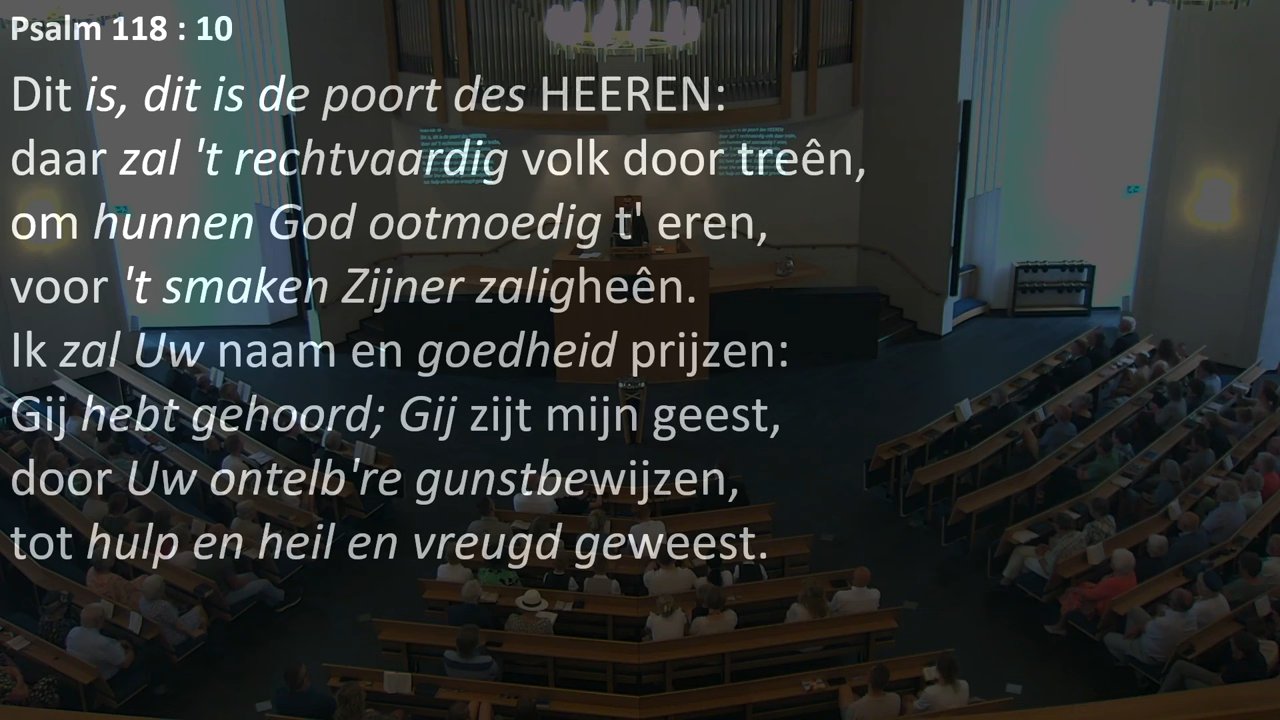 Psalm 118 : 10
Dit is, dit is de poort des HEEREN:
daar zal 't rechtvaardig volk door treên,
om hunnen God ootmoedig t' eren,
voor 't smaken Zijner zaligheên.
Ik zal Uw naam en goedheid prijzen:
Gij hebt gehoord; Gij zijt mijn geest,
door Uw ontelb're gunstbewijzen,
tot hulp en heil en vreugd geweest.